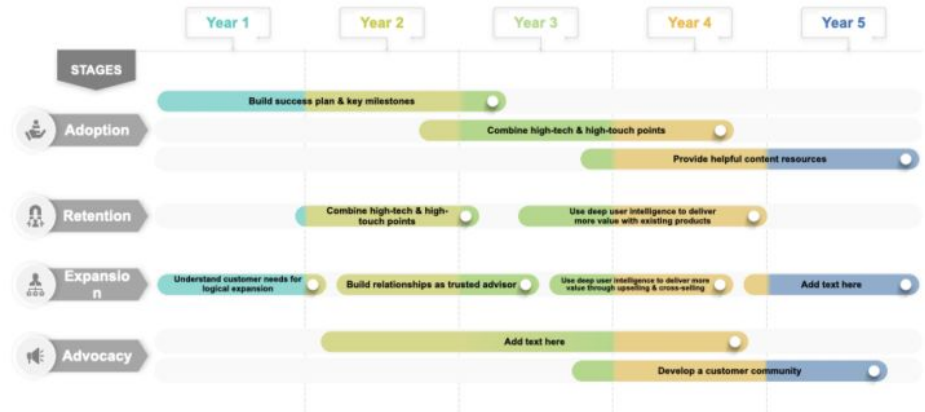 Year 1
Year 2
Year 3
Year 4
Year 5
STAGES
Build success plan & key milestones
Adoption
Combine high-tech & high-touch points
Provide helpful content resources
Retention
Combine high-tech & high-
touch points
Use deep user intelligence to deliver
more value with existing products
Expansio
n
Understand customer needs for
logical expansion
Build relationships as trusted advisor
Use deep user intelligence to deliver more
value through upselling & cross-selling
Add text here
Advocacy
Add text here
Develop a customer community